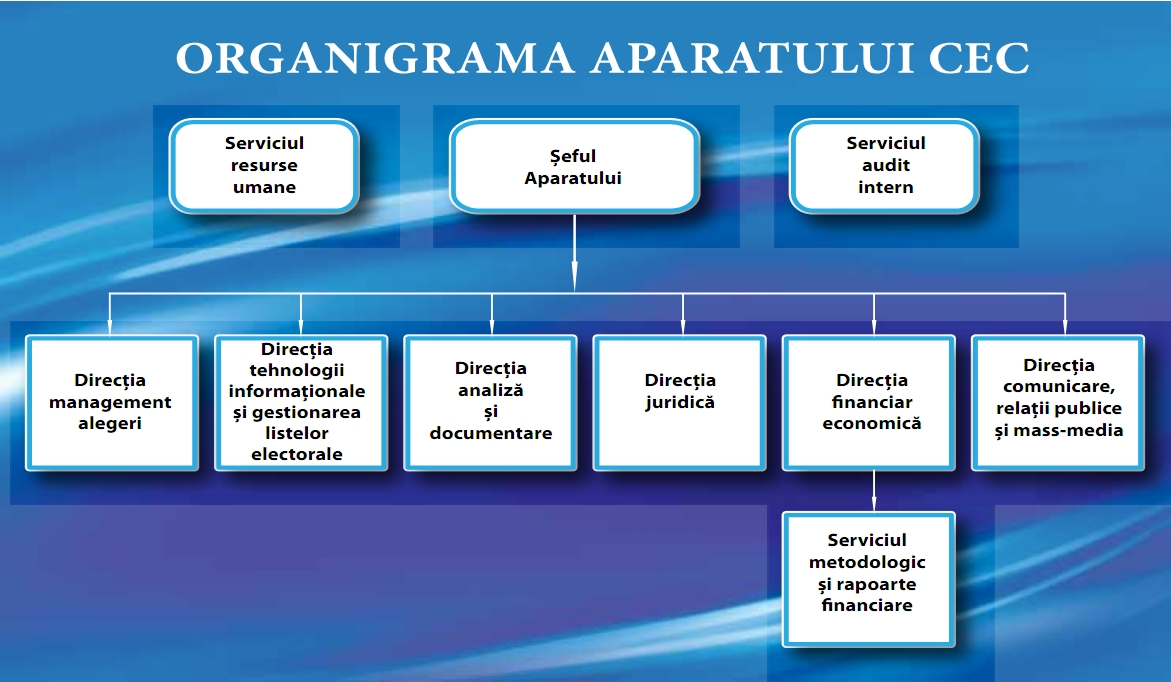 ORGANIGRAMA APARATULUI CEC
Serviciul
resurse
umane
Șeful
Aparatului
Serviciul
audit
intern
Direcția
management
alegeri
Direcția
tehnologii
informaționale
și gestionarea
listelor
electorale
Direcția
analiză
și
documentare
Direcția
juridică
Direcția
financiar
economică
Direcția
comunicare,
relații publice
și mass-media
Serviciul
metodologic
și rapoarte
financiare